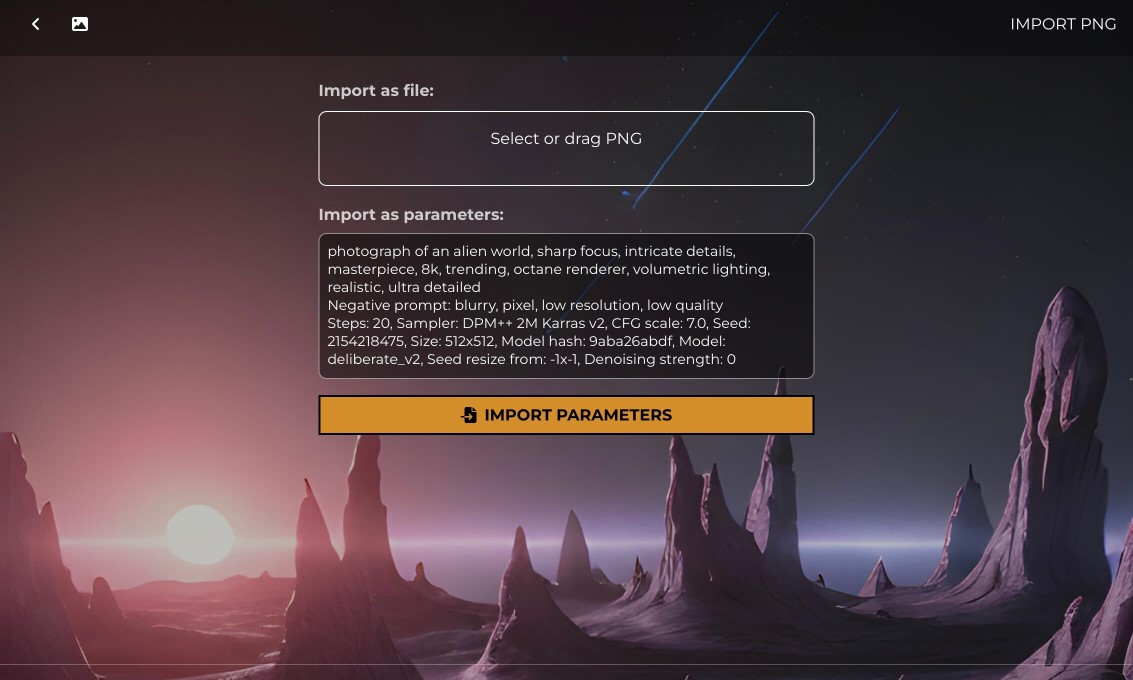 IMPORT PNG
Import as file:
Select or drag PNG
Import as parameters:
photograph of an alien world, sharp focus, intricate details,
masterpiece, 8k, trending, octane renderer, volumetric lighting,
realistic, ultra detailed
Negative prompt: blurry, pixel, low resolution, low quality
Steps: 20, Sampler: DPM++ 2M Karras v2, CFG scale: 7.0, Seed:
2154218475, Size: 512x512, Model hash: 9aba26abdf, Model:
deliberate_v2, Seed resize from: -1x-1, Denoising strength: 0
IMPORT PARAMETERS